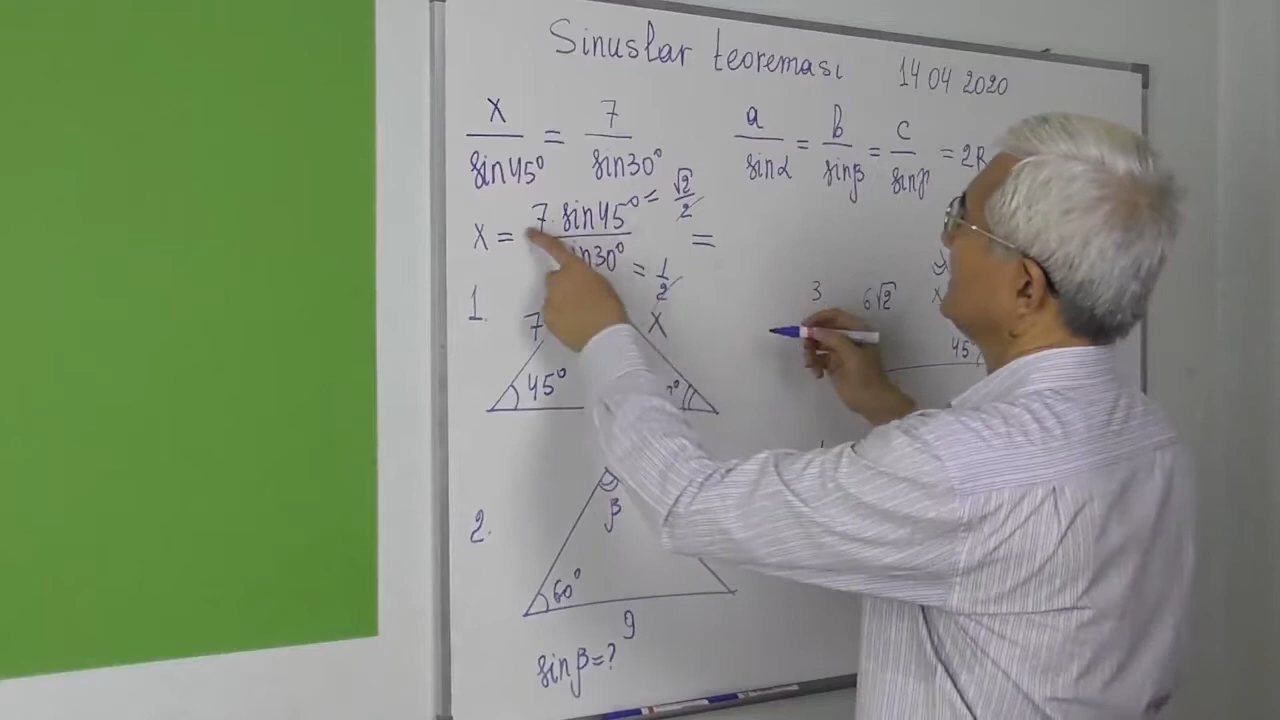 Sinuslar teoreması 14 04 2020
x/sin45° = 7/sin30°
a/sinα = b/sinβ = c/sinγ = 2R
x = 7·sin45°/sin30° =
= √2/2
= 1/2
1.
7
x
45°
3
6√2
x
45°
2.
β
60°
9
sinβ=?